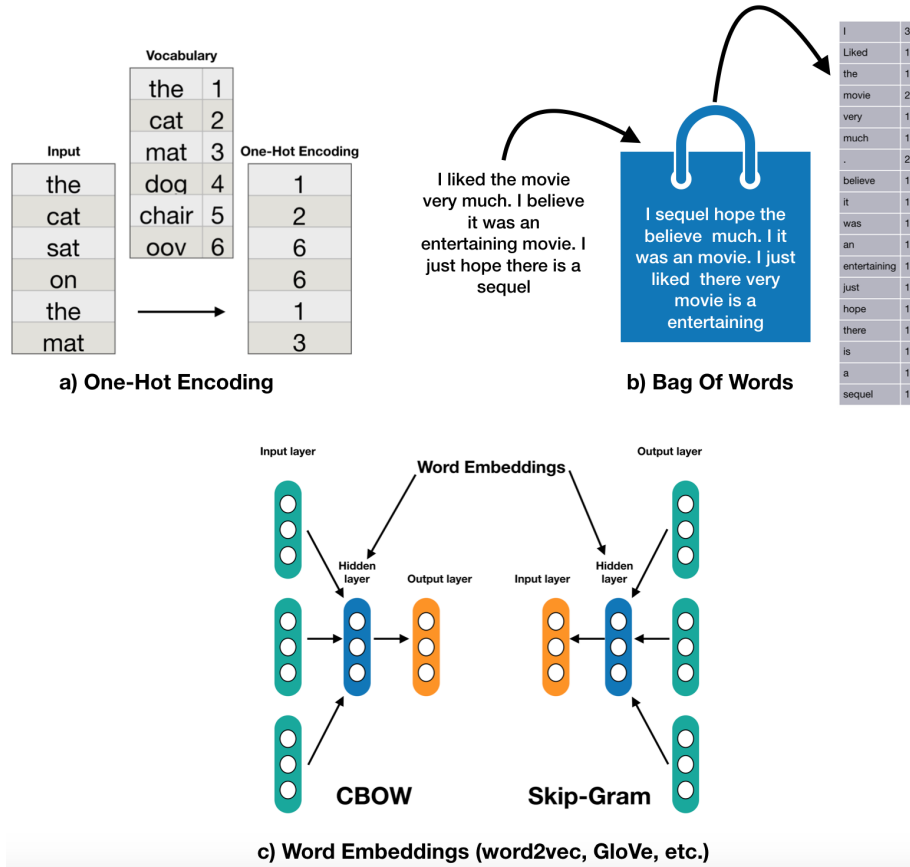 Vocabulary
the 1
cat 2
mat 3
dog 4
chair 5
oov 6
Input
the
cat
sat
on
the
mat
One-Hot Encoding
1
2
6
6
1
3
a) One-Hot Encoding
I liked the movie
very much. I believe
it was an
entertaining movie. I
just hope there is a
sequel
I sequel hope the
believe much. I it
was an movie. I just
liked there very
movie is a
entertaining
b) Bag Of Words
I 3
Liked 1
the 1
movie 2
very 1
much 1
. 2
believe 1
it 1
was 1
an 1
entertaining 1
just 1
hope 1
there 1
is 1
a 1
sequel 1
Input layer
Word Embeddings
Output layer
Hidden
layer
Output layer
Input layer
Hidden
layer
CBOW
Skip-Gram
c) Word Embeddings (word2vec, GloVe, etc.)